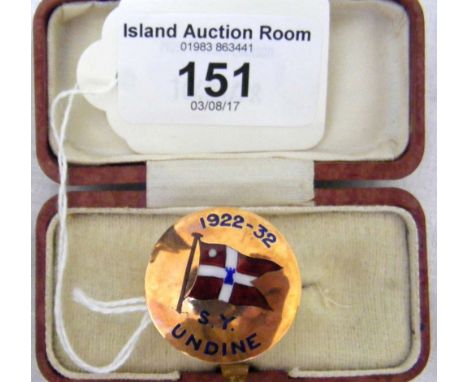 Island Auction Room
01983 863441
151
03/08/17
1922-32
S.Y.
UNDINE